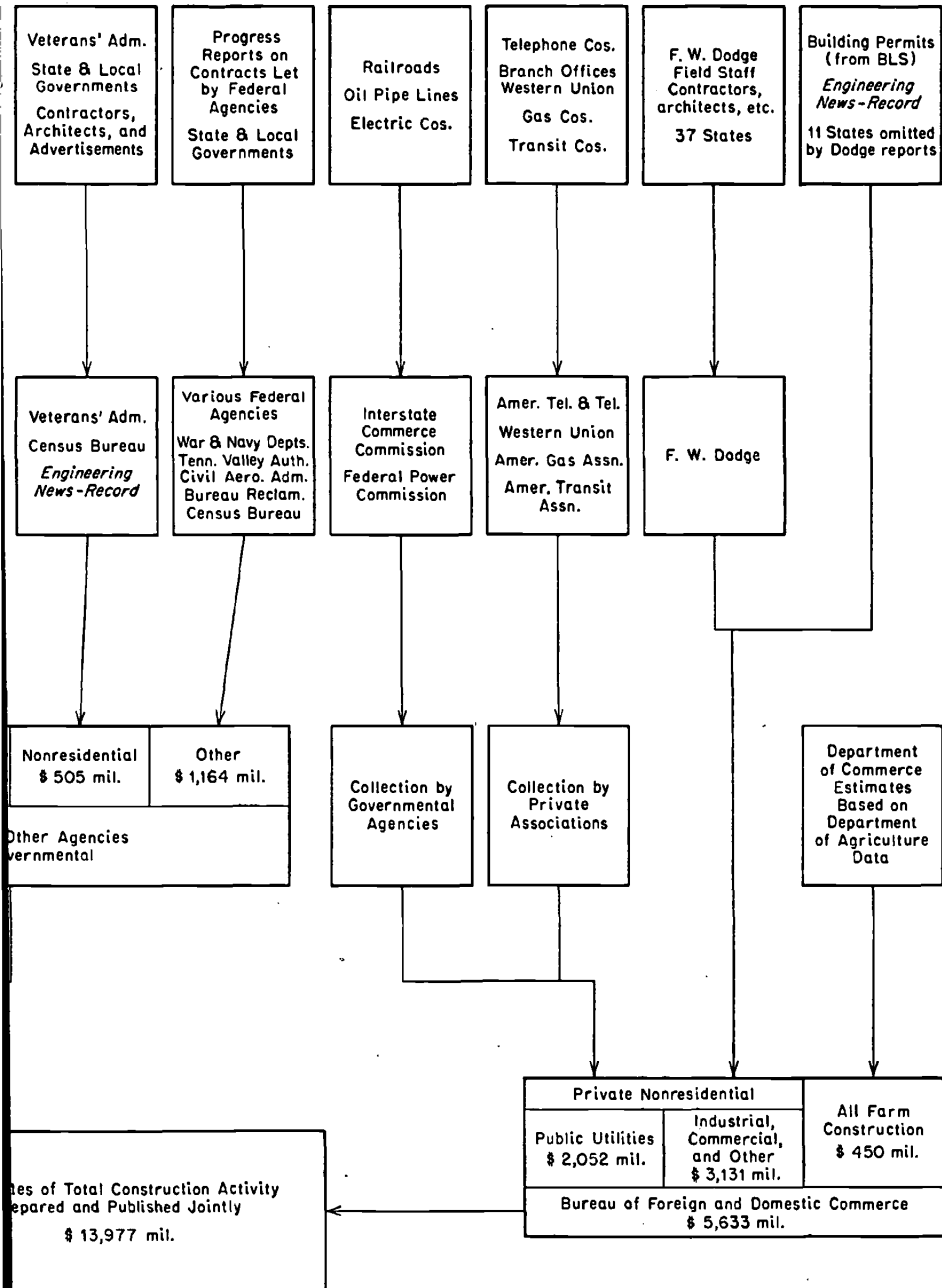 Veterans' Adm.
State & Local
Governments
Contractors,
Architects, and
Advertisements
Progress
Reports on
Contracts Let
by Federal
Agencies
State & Local
Governments
Railroads
Oil Pipe Lines
Electric Cos.
Telephone Cos.
Branch Offices
Western Union
Gas Cos.
Transit Cos.
F. W. Dodge
Field Staff
Contractors,
architects, etc.
37 States
Building Permits
(from BLS)
Engineering
News-Record
11 States omitted
by Dodge reports
Veterans' Adm.
Census Bureau
Engineering
News-Record
Various Federal
Agencies
War & Navy Depts.
Tenn. Valley Auth.
Civil Aero. Adm.
Bureau Reclam.
Census Bureau
Interstate
Commerce
Commission
Federal Power
Commission
Amer. Tel. & Tel.
Western Union
Amer. Gas Assn.
Amer. Transit
Assn.
F. W. Dodge
Nonresidential
$ 505 mil.
Other
$ 1,164 mil.
Other Agencies
vernmental
Collection by
Governmental
Agencies
Collection by
Private
Associations
Department
of Commerce
Estimates
Based on
Department
of Agriculture
Data
Private Nonresidential
Public Utilities
$ 2,052 mil.
Industrial,
Commercial,
and Other
$ 3,131 mil.
All Farm
Construction
$ 450 mil.
Bureau of Foreign and Domestic Commerce
$ 5,633 mil.
tes of Total Construction Activity
epared and Published Jointly
$ 13,977 mil.